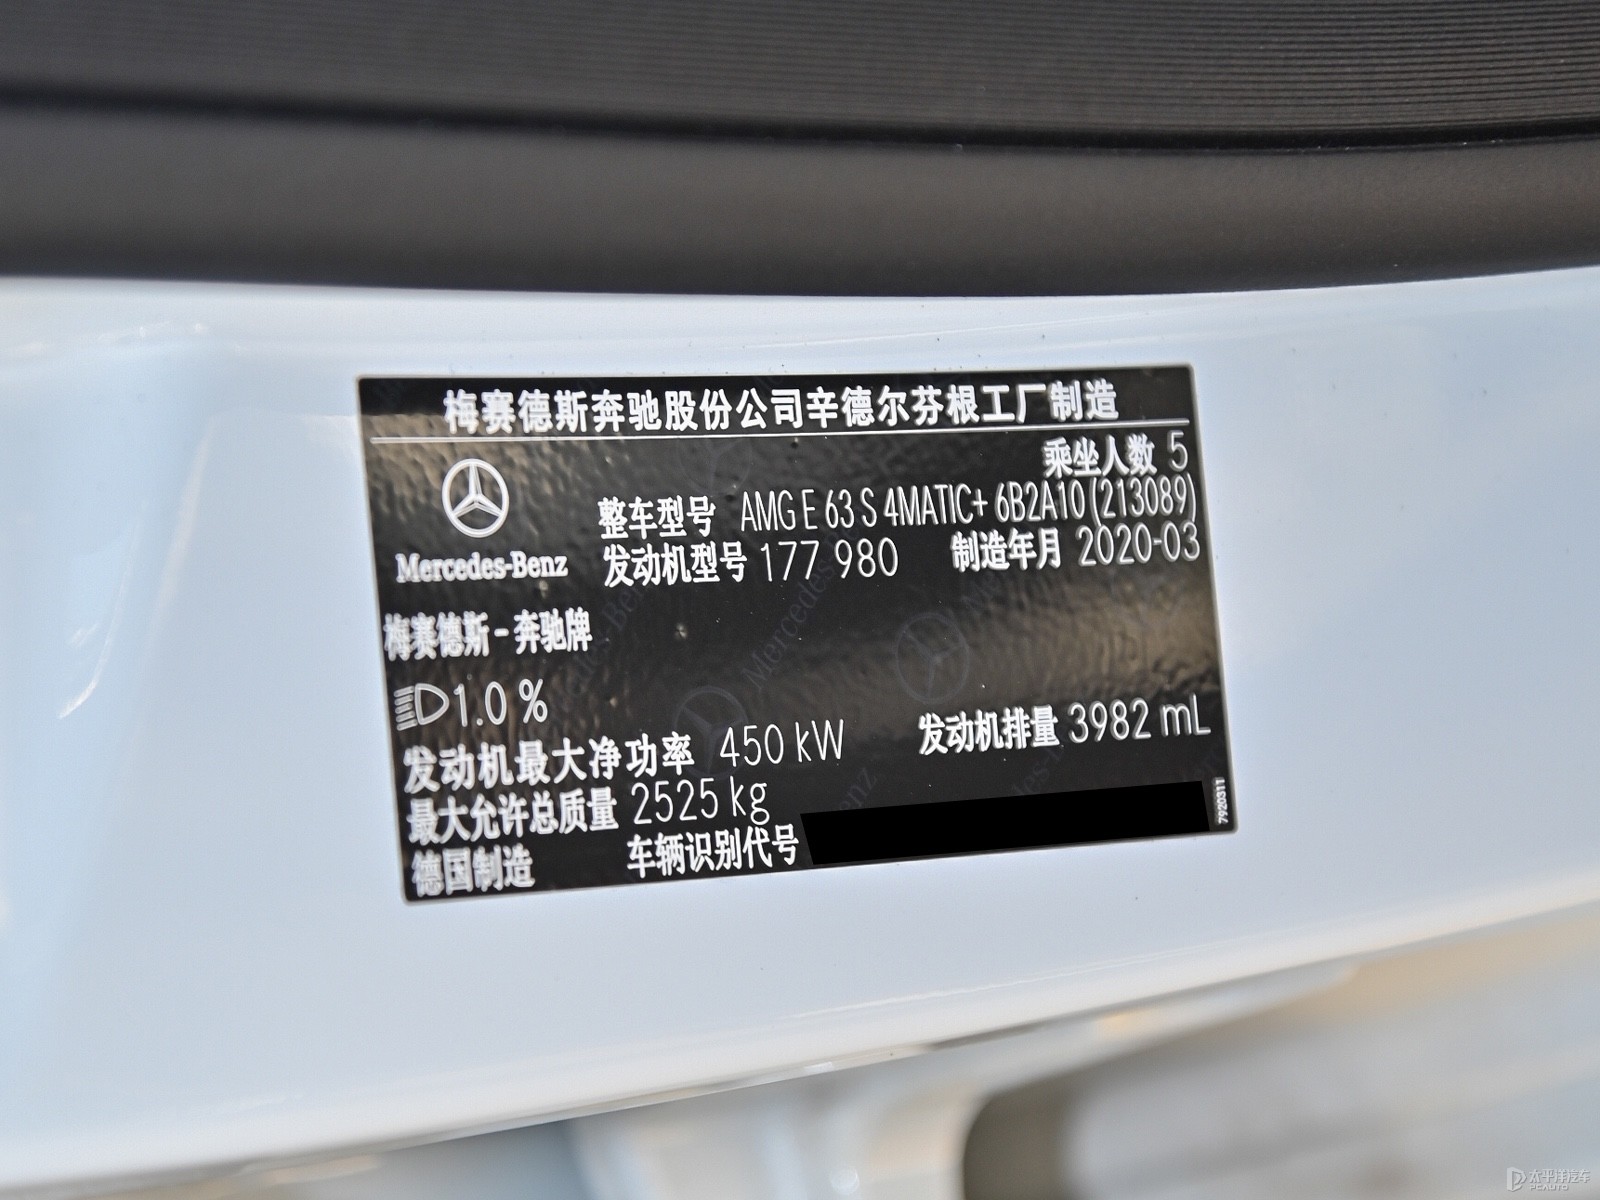 梅赛德斯奔驰股份公司辛德尔芬根工厂制造
乘坐人数 5
整车型号 AMG E 63 S 4MATIC+ 6B2A10 (213089)
Mercedes-Benz
发动机型号 177 980 制造年月 2020-03
梅赛德斯-奔驰牌
1.0 %
发动机最大净功率 450 kW 发动机排量 3982 mL
最大允许总质量 2525 kg
德国制造 车辆识别代号
7920311
太平洋汽车
PCAUTO